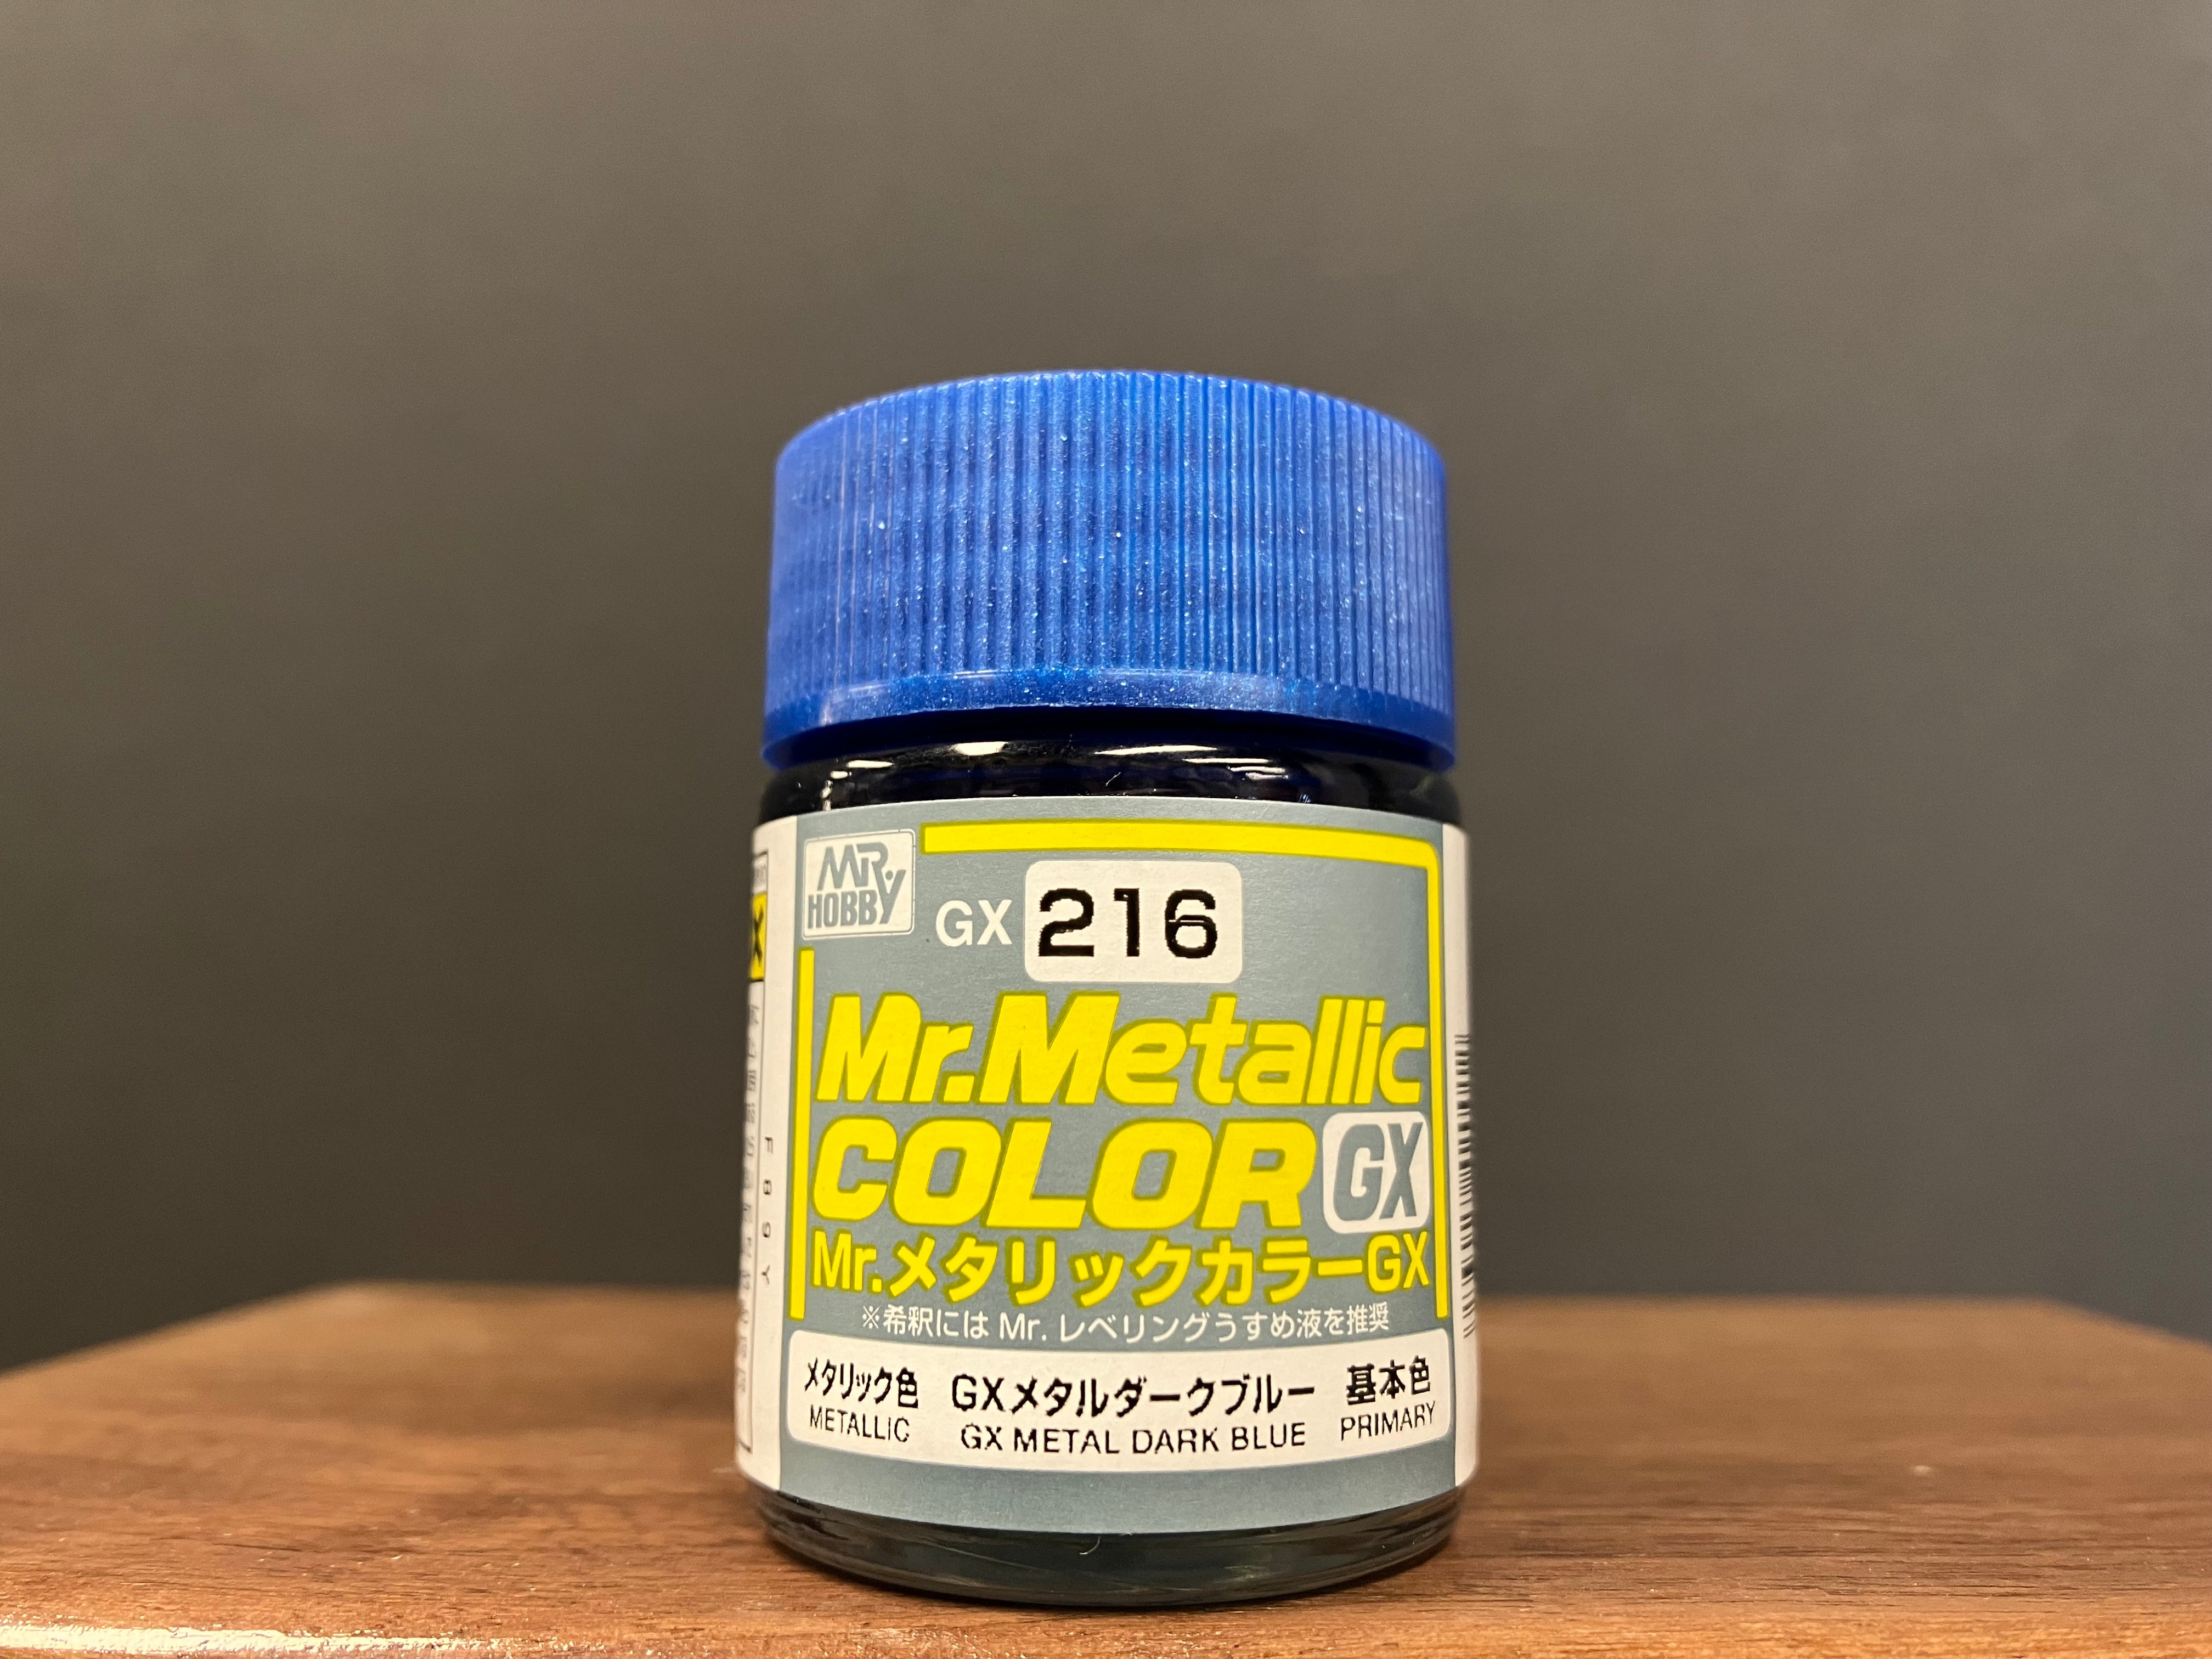 MR. HOBBY
GX 216
Mr.Metallic
COLOR GX
Mr.メタリックカラーGX
※希釈には Mr. レベリングうすめ液を推奨
メタリック色 GXメタルダークブルー 基本色
METALLIC GX METAL DARK BLUE PRIMARY